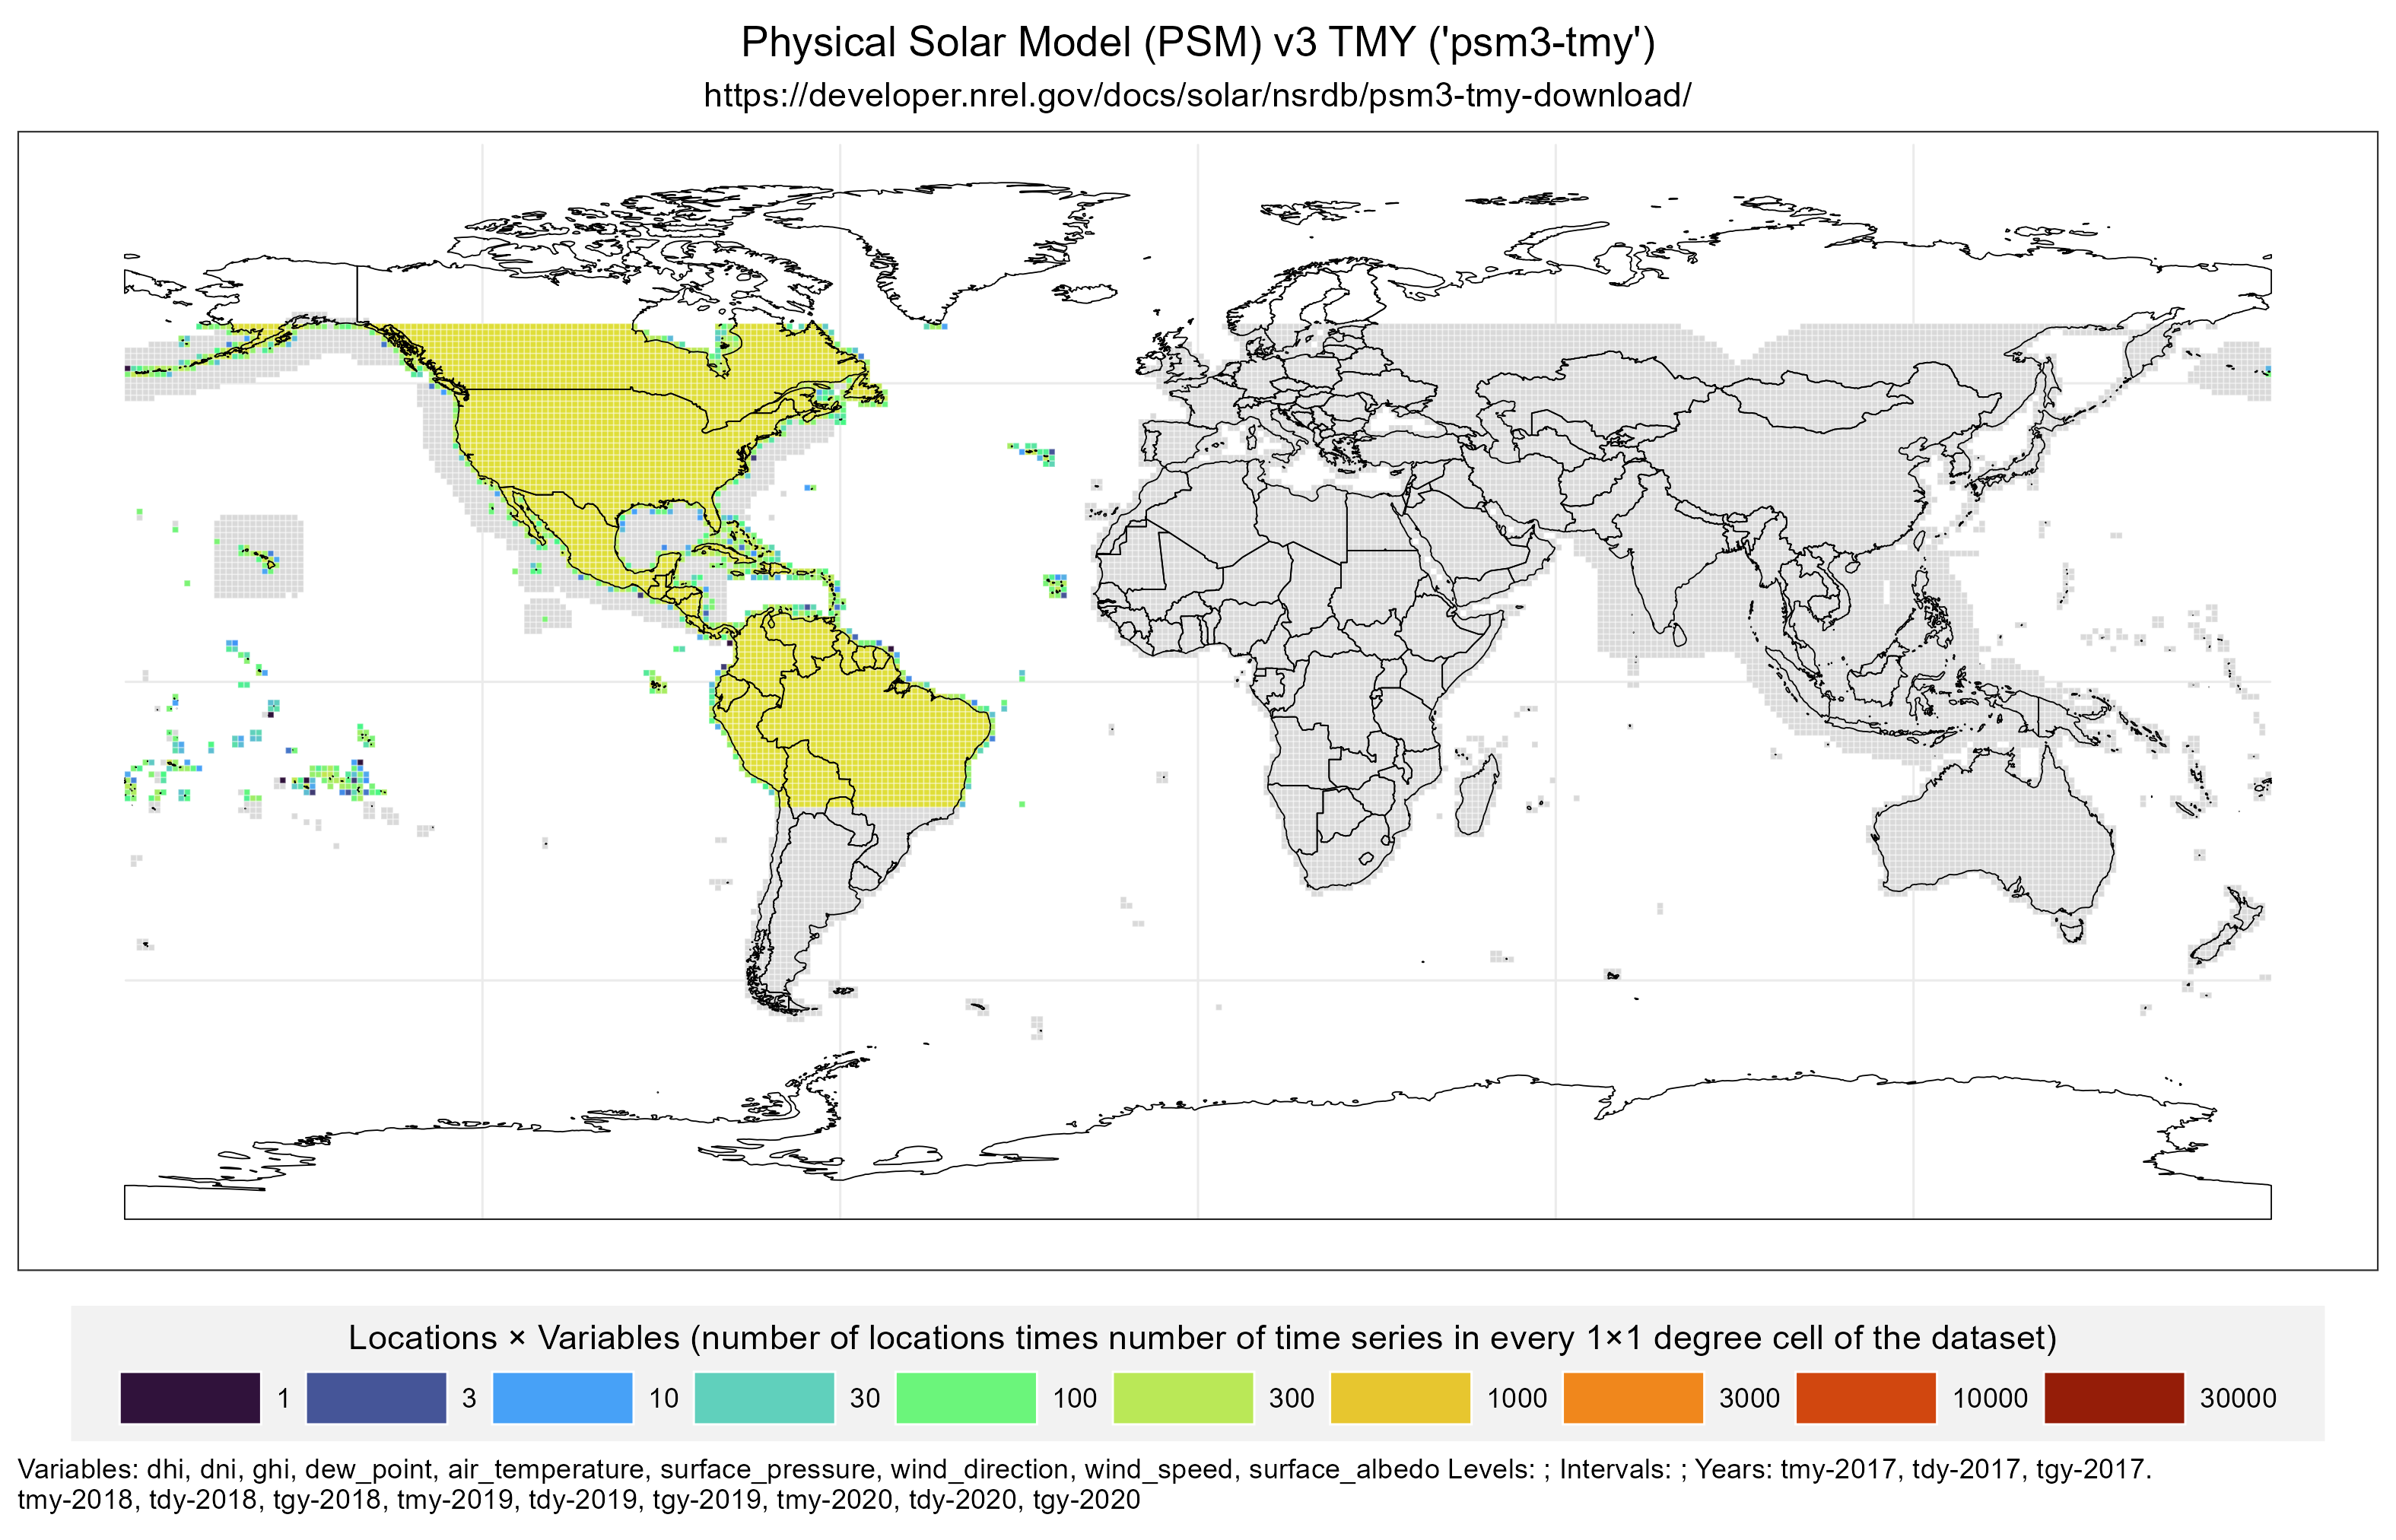 Physical Solar Model (PSM) v3 TMY ('psm3-tmy')
https://developer.nrel.gov/docs/solar/nsrdb/psm3-tmy-download/
Locations × Variables (number of locations times number of time series in every 1×1 degree cell of the dataset)
1 3 10 30 100 300 1000 3000 10000 30000
Variables: dhi, dni, ghi, dew_point, air_temperature, surface_pressure, wind_direction, wind_speed, surface_albedo Levels: ; Intervals: ; Years: tmy-2017, tdy-2017, tgy-2017.
tmy-2018, tdy-2018, tgy-2018, tmy-2019, tdy-2019, tgy-2019, tmy-2020, tdy-2020, tgy-2020